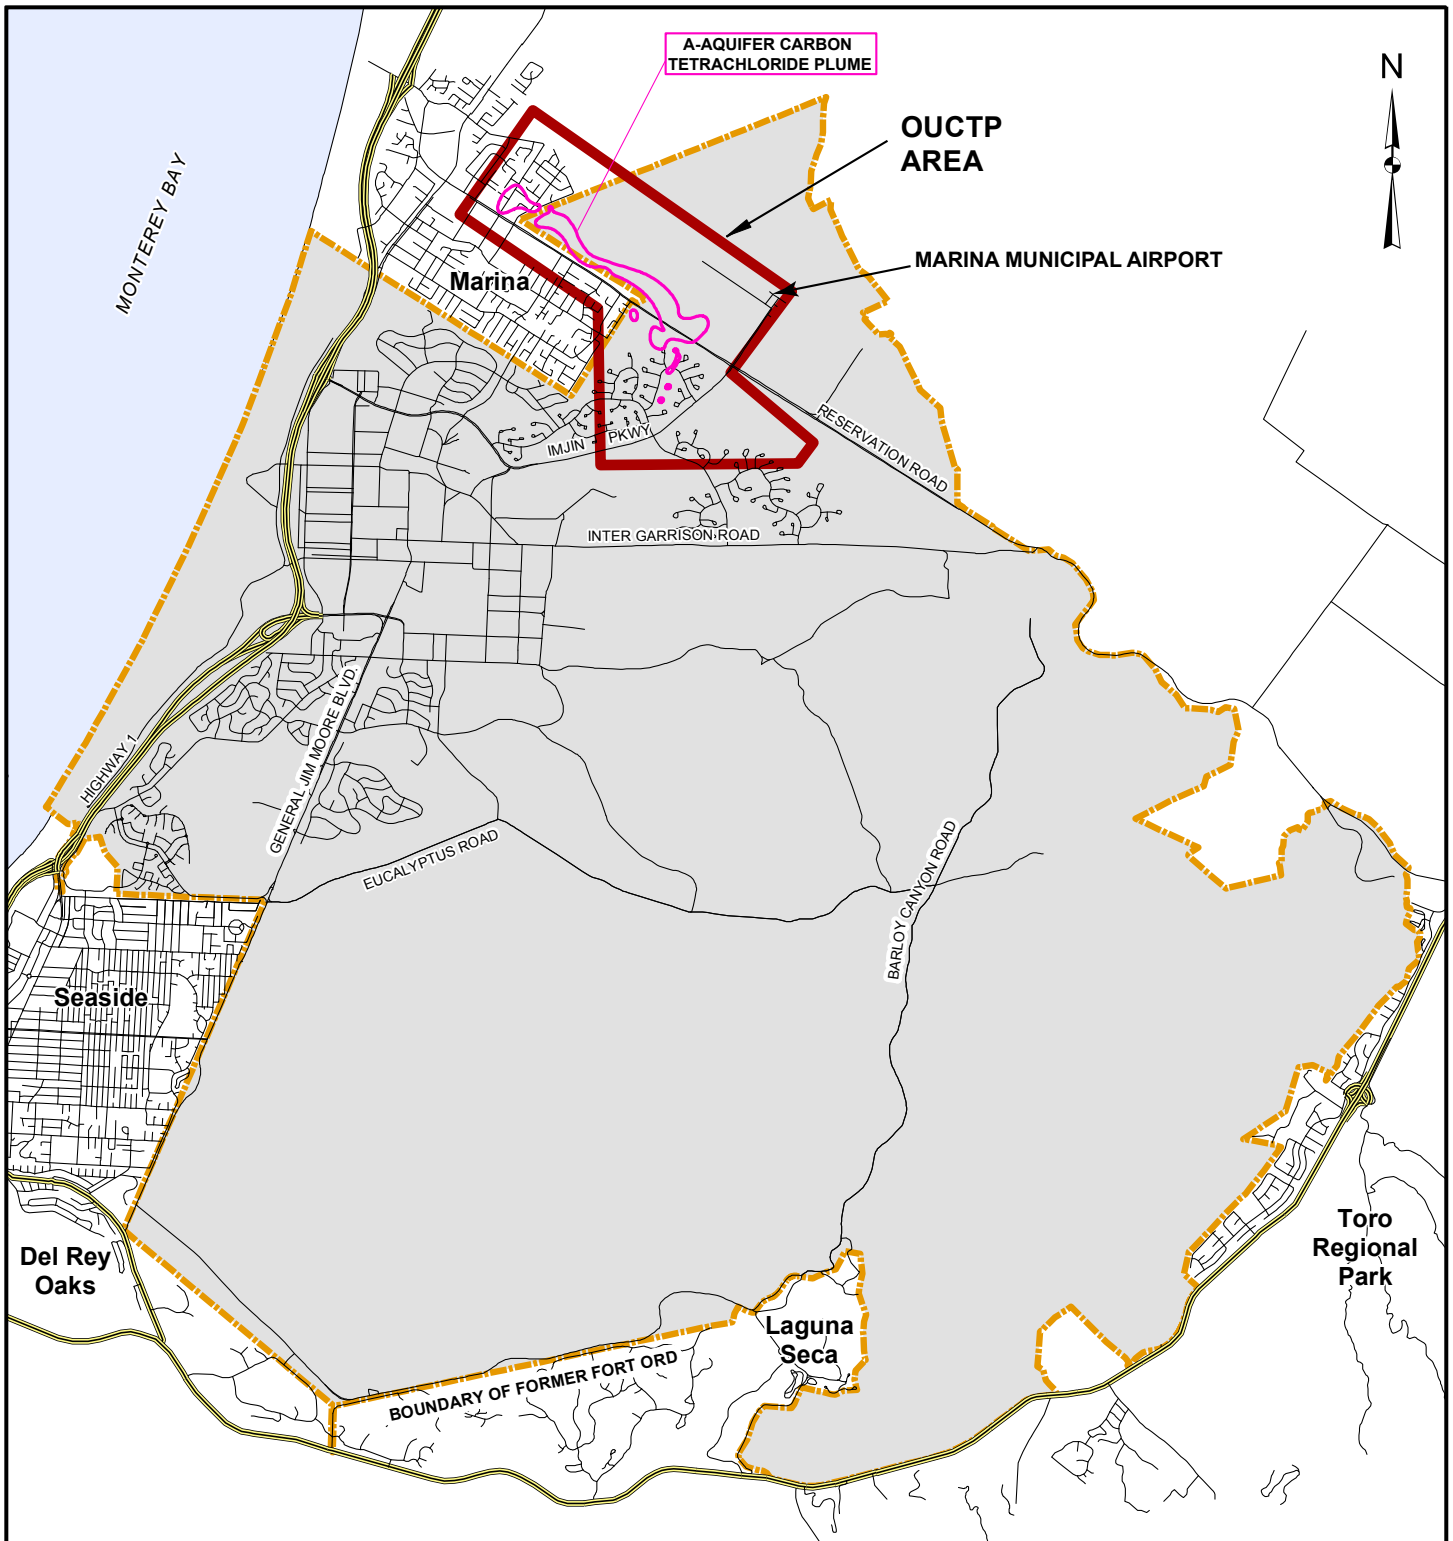 A-AQUIFER CARBON
TETRACHLORIDE PLUME
N
OUCTP
AREA
MONTEREY BAY
MARINA MUNICIPAL AIRPORT
Marina
RESERVATION ROAD
IMJIN PKWY
INTER GARRISON ROAD
HIGHWAY 1
GENERAL JIM MOORE BLVD.
EUCALYPTUS ROAD
BARLOY CANYON ROAD
Seaside
Del Rey
Oaks
Toro
Regional
Park
Laguna
Seca
BOUNDARY OF FORMER FORT ORD